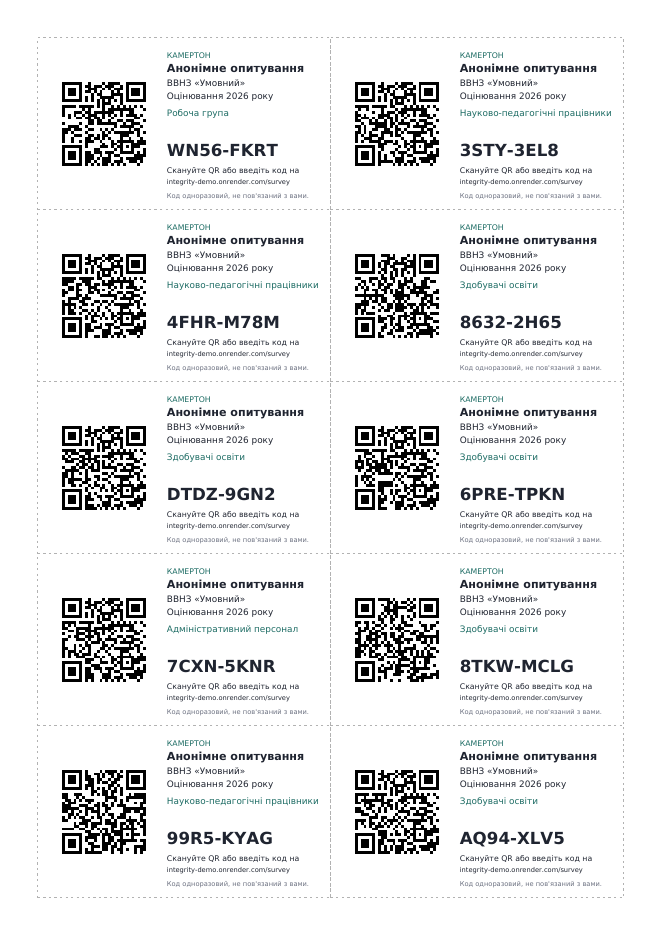 КАМЕРТОН
Анонімне опитування
ВВНЗ «Умовний»
Оцінювання 2026 року
Робоча група
WN56-FKRT
Скануйте QR або введіть код на
integrity-demo.onrender.com/survey
Код одноразовий, не пов'язаний з вами.
КАМЕРТОН
Анонімне опитування
ВВНЗ «Умовний»
Оцінювання 2026 року
Науково-педагогічні працівники
3STY-3EL8
Скануйте QR або введіть код на
integrity-demo.onrender.com/survey
Код одноразовий, не пов'язаний з вами.
КАМЕРТОН
Анонімне опитування
ВВНЗ «Умовний»
Оцінювання 2026 року
Науково-педагогічні працівники
4FHR-M78M
Скануйте QR або введіть код на
integrity-demo.onrender.com/survey
Код одноразовий, не пов'язаний з вами.
КАМЕРТОН
Анонімне опитування
ВВНЗ «Умовний»
Оцінювання 2026 року
Здобувачі освіти
8632-2H65
Скануйте QR або введіть код на
integrity-demo.onrender.com/survey
Код одноразовий, не пов'язаний з вами.
КАМЕРТОН
Анонімне опитування
ВВНЗ «Умовний»
Оцінювання 2026 року
Здобувачі освіти
DTDZ-9GN2
Скануйте QR або введіть код на
integrity-demo.onrender.com/survey
Код одноразовий, не пов'язаний з вами.
КАМЕРТОН
Анонімне опитування
ВВНЗ «Умовний»
Оцінювання 2026 року
Здобувачі освіти
6PRE-TPKN
Скануйте QR або введіть код на
integrity-demo.onrender.com/survey
Код одноразовий, не пов'язаний з вами.
КАМЕРТОН
Анонімне опитування
ВВНЗ «Умовний»
Оцінювання 2026 року
Адміністративний персонал
7CXN-5KNR
Скануйте QR або введіть код на
integrity-demo.onrender.com/survey
Код одноразовий, не пов'язаний з вами.
КАМЕРТОН
Анонімне опитування
ВВНЗ «Умовний»
Оцінювання 2026 року
Здобувачі освіти
8TKW-MCLG
Скануйте QR або введіть код на
integrity-demo.onrender.com/survey
Код одноразовий, не пов'язаний з вами.
КАМЕРТОН
Анонімне опитування
ВВНЗ «Умовний»
Оцінювання 2026 року
Науково-педагогічні працівники
99R5-KYAG
Скануйте QR або введіть код на
integrity-demo.onrender.com/survey
Код одноразовий, не пов'язаний з вами.
КАМЕРТОН
Анонімне опитування
ВВНЗ «Умовний»
Оцінювання 2026 року
Здобувачі освіти
AQ94-XLV5
Скануйте QR або введіть код на
integrity-demo.onrender.com/survey
Код одноразовий, не пов'язаний з вами.